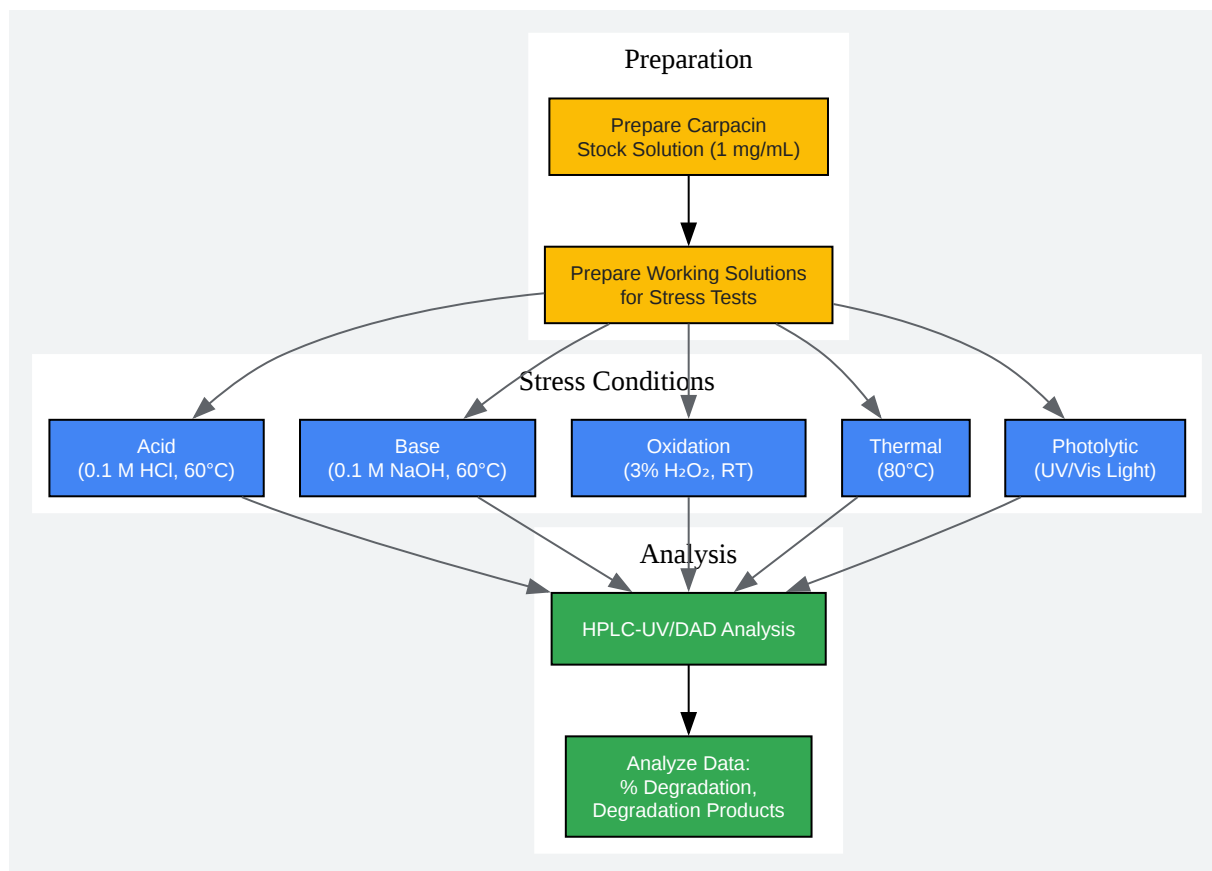 Preparation
Prepare Carpacin
Stock Solution (1 mg/mL)
Prepare Working Solutions
for Stress Tests
Stress Conditions
Acid
(0.1 M HCl, 60°C)
Base
(0.1 M NaOH, 60°C)
Oxidation
(3% H₂O₂, RT)
Thermal
(80°C)
Photolytic
(UV/Vis Light)
Analysis
HPLC-UV/DAD Analysis
Analyze Data:
% Degradation,
Degradation Products